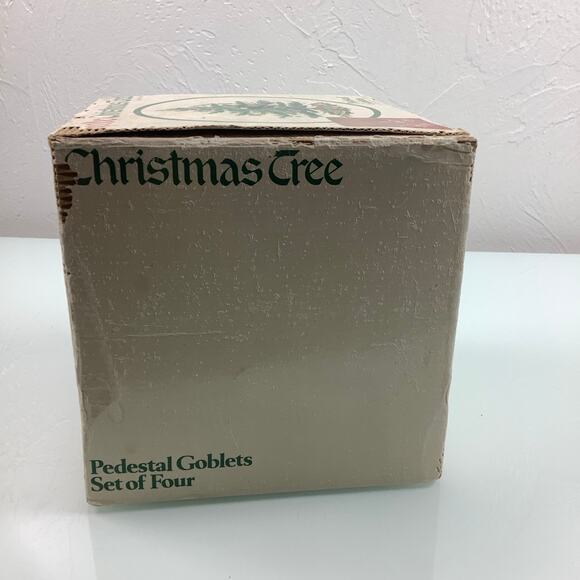 Christmas Tree
Pedestal Goblets
Set of Four